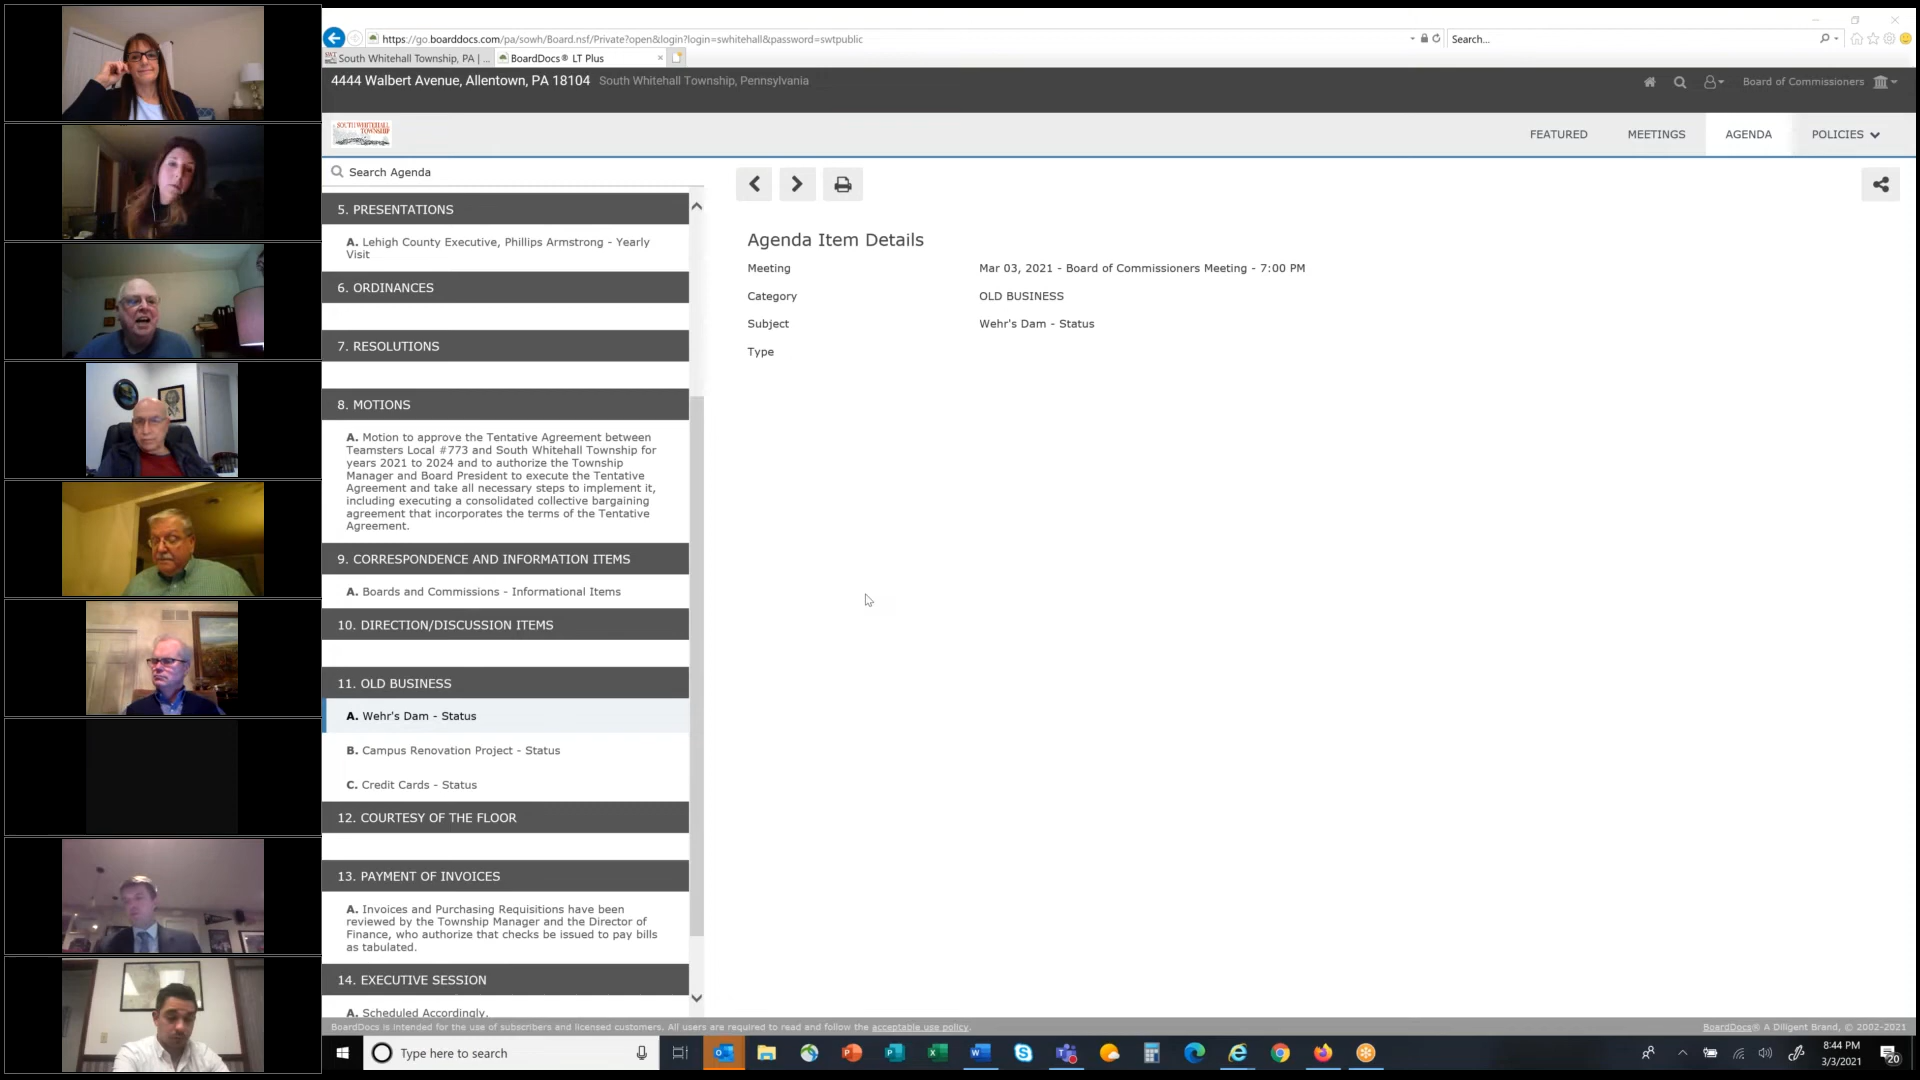 https://go.boarddocs.com/pa/sowh/Board.nsf/Private?open&login?login=swhitehall&password=swtpublic
Search...
South Whitehall Township, PA | ...
BoardDocs® LT Plus
4444 Walbert Avenue, Allentown, PA 18104 South Whitehall Township, Pennsylvania
Board of Commissioners
SOUTH WHITEHALL
TOWNSHIP
FEATURED
MEETINGS
AGENDA
POLICIES
Search Agenda
5. PRESENTATIONS
A. Lehigh County Executive, Phillips Armstrong - Yearly
Visit
6. ORDINANCES
7. RESOLUTIONS
8. MOTIONS
A. Motion to approve the Tentative Agreement between
Teamsters Local #773 and South Whitehall Township for
years 2021 to 2024 and to authorize the Township
Manager and Board President to execute the Tentative
Agreement and take all necessary steps to implement it,
including executing a consolidated collective bargaining
agreement that incorporates the terms of the Tentative
Agreement.
9. CORRESPONDENCE AND INFORMATION ITEMS
A. Boards and Commissions - Informational Items
10. DIRECTION/DISCUSSION ITEMS
11. OLD BUSINESS
A. Wehr's Dam - Status
B. Campus Renovation Project - Status
C. Credit Cards - Status
12. COURTESY OF THE FLOOR
13. PAYMENT OF INVOICES
A. Invoices and Purchasing Requisitions have been
reviewed by the Township Manager and the Director of
Finance, who authorize that checks be issued to pay bills
as tabulated.
14. EXECUTIVE SESSION
A. Scheduled Accordingly.
Agenda Item Details
Meeting Mar 03, 2021 - Board of Commissioners Meeting - 7:00 PM
Category OLD BUSINESS
Subject Wehr's Dam - Status
Type
BoardDocs is intended for the use of subscribers and licensed customers. All users are required to read and follow the acceptable use policy.
BoardDocs® A Diligent Brand, © 2002-2021
Type here to search
8:44 PM
3/3/2021
20